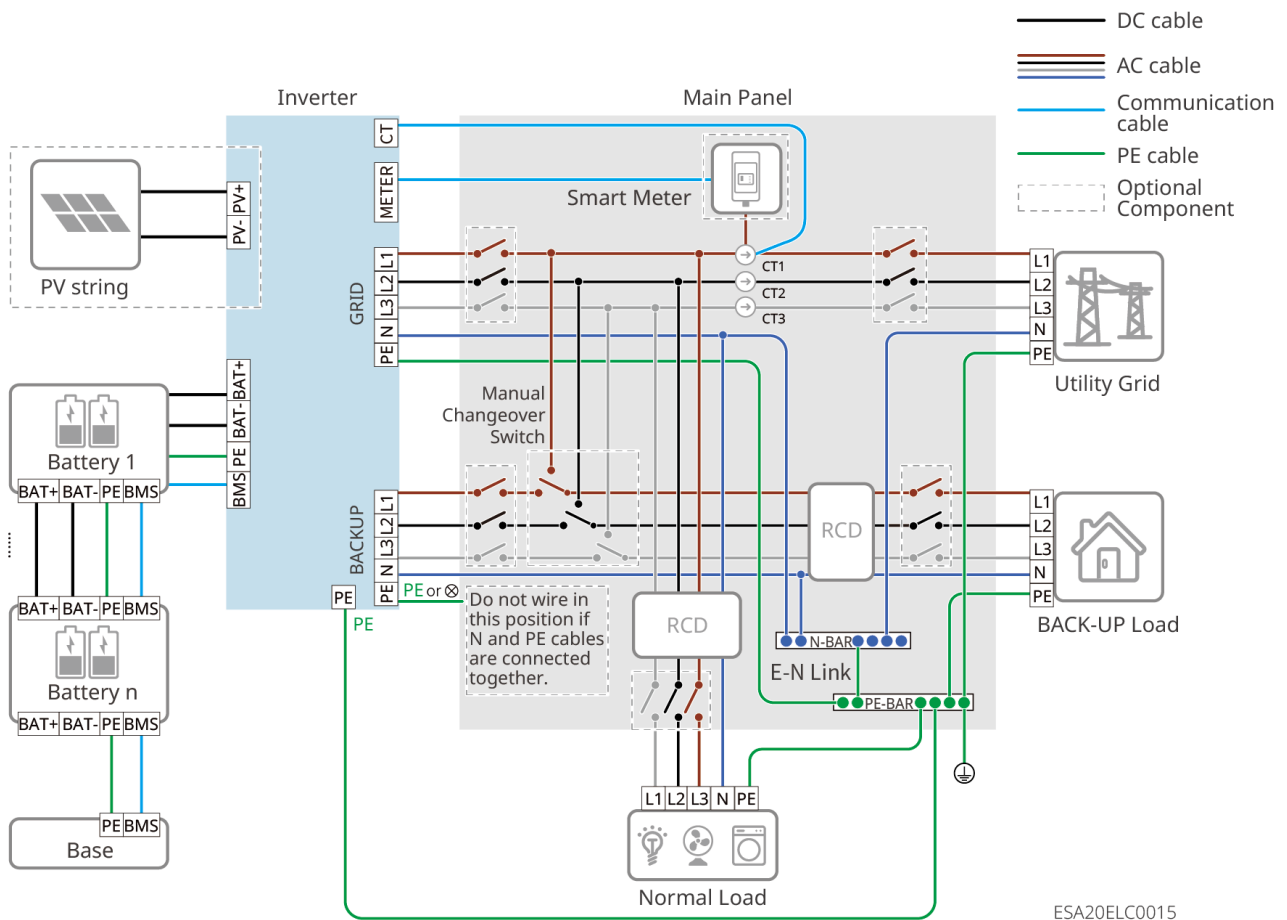 DC cable
AC cable
Communication
cable
PE cable
Optional
Component
Inverter
Main Panel
CT
METER
Smart Meter
PV+
PV-
PV string
GRID
L1
L2
L3
N
PE
CT1
CT2
CT3
L1
L2
L3
N
PE
Utility Grid
Manual
Changeover
Switch
BAT+
BAT-
PE
BMS
Battery 1
BAT+ BAT- PE BMS
......
BACKUP
L1
L2
L3
N
PE
PE or ⊗
PE
PE
Do not wire in
this position if
N and PE cables
are connected
together.
RCD
RCD
L1
L2
L3
N
PE
BACK-UP Load
BAT+ BAT- PE BMS
Battery n
BAT+ BAT- PE BMS
N-BAR
E-N Link
PE-BAR
PE BMS
Base
L1 L2 L3 N PE
Normal Load
ESA20ELC0015